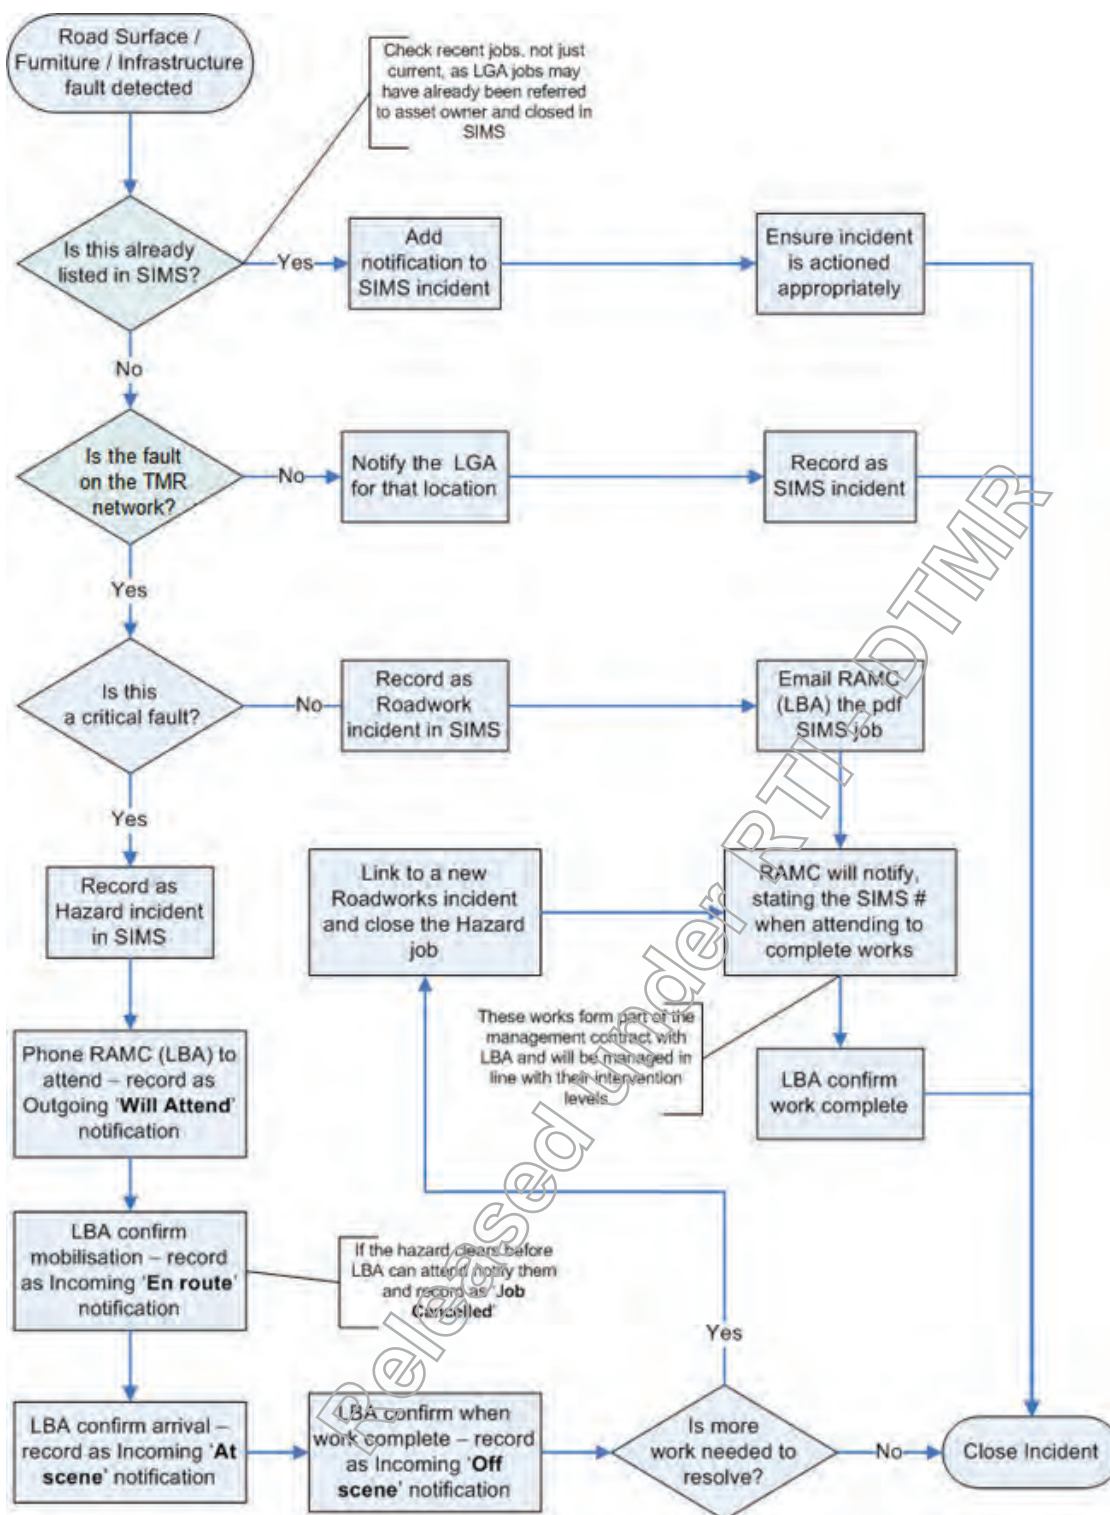 Road Surface /
Furniture / Infrastructure
fault detected
Check recent jobs, not just
current, as LGA jobs may
have already been referred
to asset owner and closed in
SIMS
Is this already
listed in SIMS?
Yes
Add
notification to
SIMS incident
Ensure incident
is actioned
appropriately
No
Is the fault
on the TMR
network?
No
Notify the LGA
for that location
Record as
SIMS incident
Yes
Is this
a critical fault?
No
Record as
Roadwork
incident in SIMS
Email RAMC
(LBA) the pdf
SIMS job
Yes
Record as
Hazard incident
in SIMS
Link to a new
Roadworks incident
and close the Hazard
job
RAMC will notify,
stating the SIMS #
when attending to
complete works
These works form part of the
management contract with
LBA and will be managed in
line with their intervention
levels
Phone RAMC (LBA) to
attend – record as
Outgoing 'Will Attend'
notification
LBA confirm
work complete
LBA confirm
mobilisation – record
as Incoming 'En route'
notification
If the hazard clears before
LBA can attend notify them
and record as 'Job
Cancelled'
Yes
LBA confirm arrival –
record as Incoming 'At
scene' notification
LBA confirm when
work complete – record
as Incoming 'Off
scene' notification
Is more
work needed to
resolve?
No
Close Incident
Released under RTI - DTMR